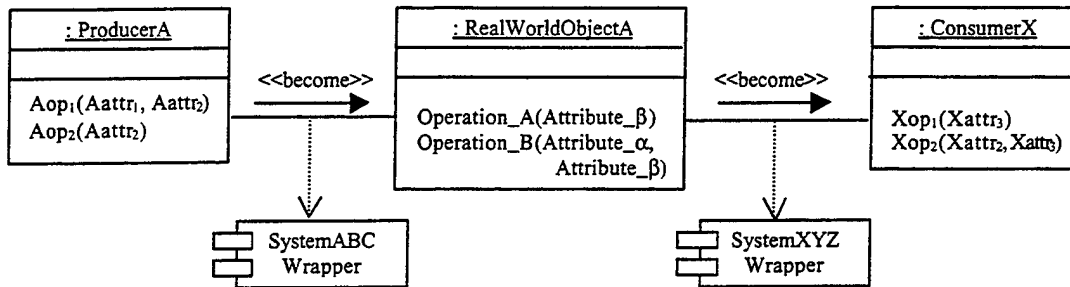 : ProducerA
Aop₁(Aattr₁, Aattr₂)
Aop₂(Aattr₂)
<<become>>
: RealWorldObjectA
Operation_A(Attribute_β)
Operation_B(Attribute_α,
Attribute_β)
<<become>>
: ConsumerX
Xop₁(Xattr₃)
Xop₂(Xattr₂,Xattr₃)
SystemABC
Wrapper
SystemXYZ
Wrapper